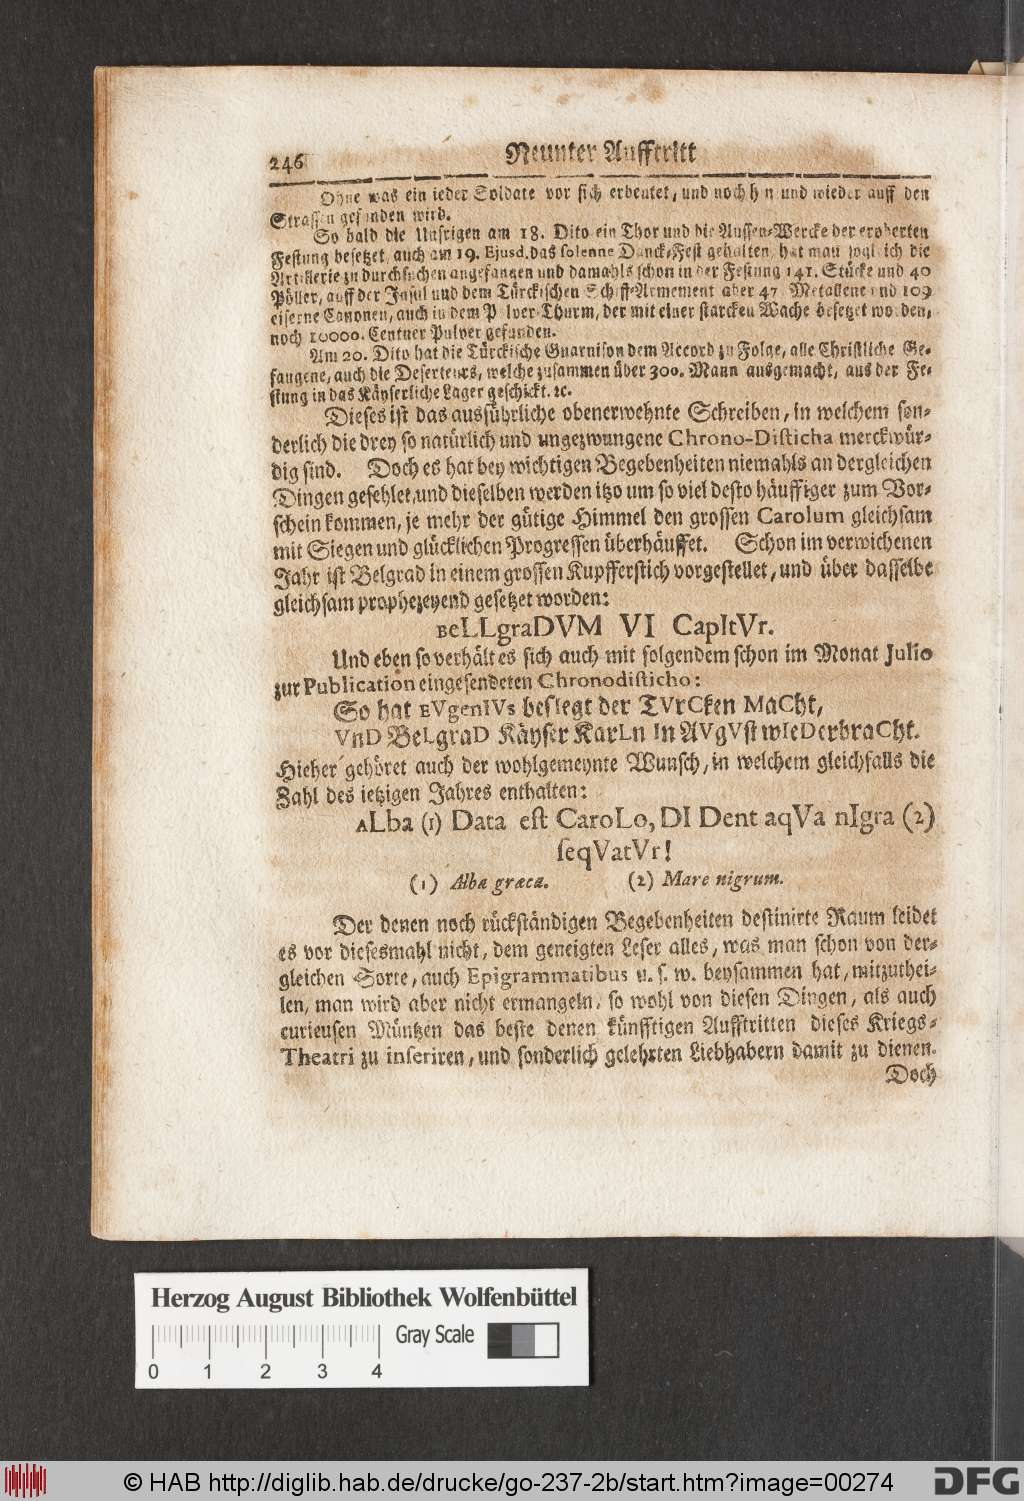 246 Neunter Aufftritt
Ohne was ein ieder Soldate vor sich erbeutet, und noch hin und wieder auff den
Strassen gefunden wird.
So bald die Unsrigen am 18. Dito ein Thor und die Aussen-Wercke der eroberten
Festung besetzet, auch am 19. Ejusd. das solenne Danck-Fest gehalten, hat man sogleich die
Artillerie zu durchsuchen angefangen und damahls schon in der Festung 141. Stücke und 40
Pöller, auff der Insul und dem Türckischen Schiff-Armement aber 47. Metallene und 109
eiserne Canonen, auch in dem Pulver-Thurm, der mit einer starcken Wache besetzet worden,
noch 10000. Centner Pulver gefunden.
Am 20. Dito hat die Türckische Guarnison dem Accord zu Folge, alle Christliche Ge-
fangene, auch die Deserteurs, welche zusammen über 300. Mann ausgemacht, aus der Fe-
stung in das Käyserliche Lager geschickt. ꝛc.
Dieses ist das ausführliche obenerwehnte Schreiben, in welchem son-
derlich die drey so natürlich und ungezwungene Chrono-Disticha merckwür-
dig sind. Doch es hat bey wichtigen Begebenheiten niemahls an dergleichen
Dingen gefehlet, und dieselben werden itzo um so viel desto häuffiger zum Vor-
schein kommen, je mehr der gütige Himmel den grossen Carolum gleichsam
mit Siegen und glücklichen Progressen überhäuffet. Schon im verwichenen
Jahr ist Belgrad in einem grossen Kupfferstich vorgestellet, und über dasselbe
gleichsam prophezeyend gesetzet worden:
BeLLgraDVM VI CapItVr.
Und eben so verhält es sich auch mit folgendem schon im Monat Julio
zur Publication eingesendeten Chronodisticho:
So hat EVgenIVs besIegt der TVrCken MaCht,
VnD BeLgraD Käyser KarLn In AVgVst wIeDerbraCht.
Hieher gehöret auch der wohlgemeynte Wunsch, in welchem gleichfalls die
Zahl des ietzigen Jahres enthalten:
ALba (1) Data est CaroLo, DI Dent aqVa nIgra (2)
seqVatVr!
(1) Alba græca. (2) Mare nigrum.
Der denen noch rückständigen Begebenheiten destinirte Raum leidet
es vor diesesmahl nicht, dem geneigten Leser alles, was man schon von der-
gleichen Sorte, auch Epigrammatibus u. s. w. beysammen hat, mitzuthei-
len, man wird aber nicht ermangeln, so wohl von diesen Dingen, als auch
curieusen Müntzen das beste denen künfftigen Aufftritten dieses Kriegs-
Theatri zu inseriren, und sonderlich gelehrten Liebhabern damit zu dienen.
Doch
Herzog August Bibliothek Wolfenbüttel
Gray Scale
0 1 2 3 4
© HAB http://diglib.hab.de/drucke/go-237-2b/start.htm?image=00274
DFG